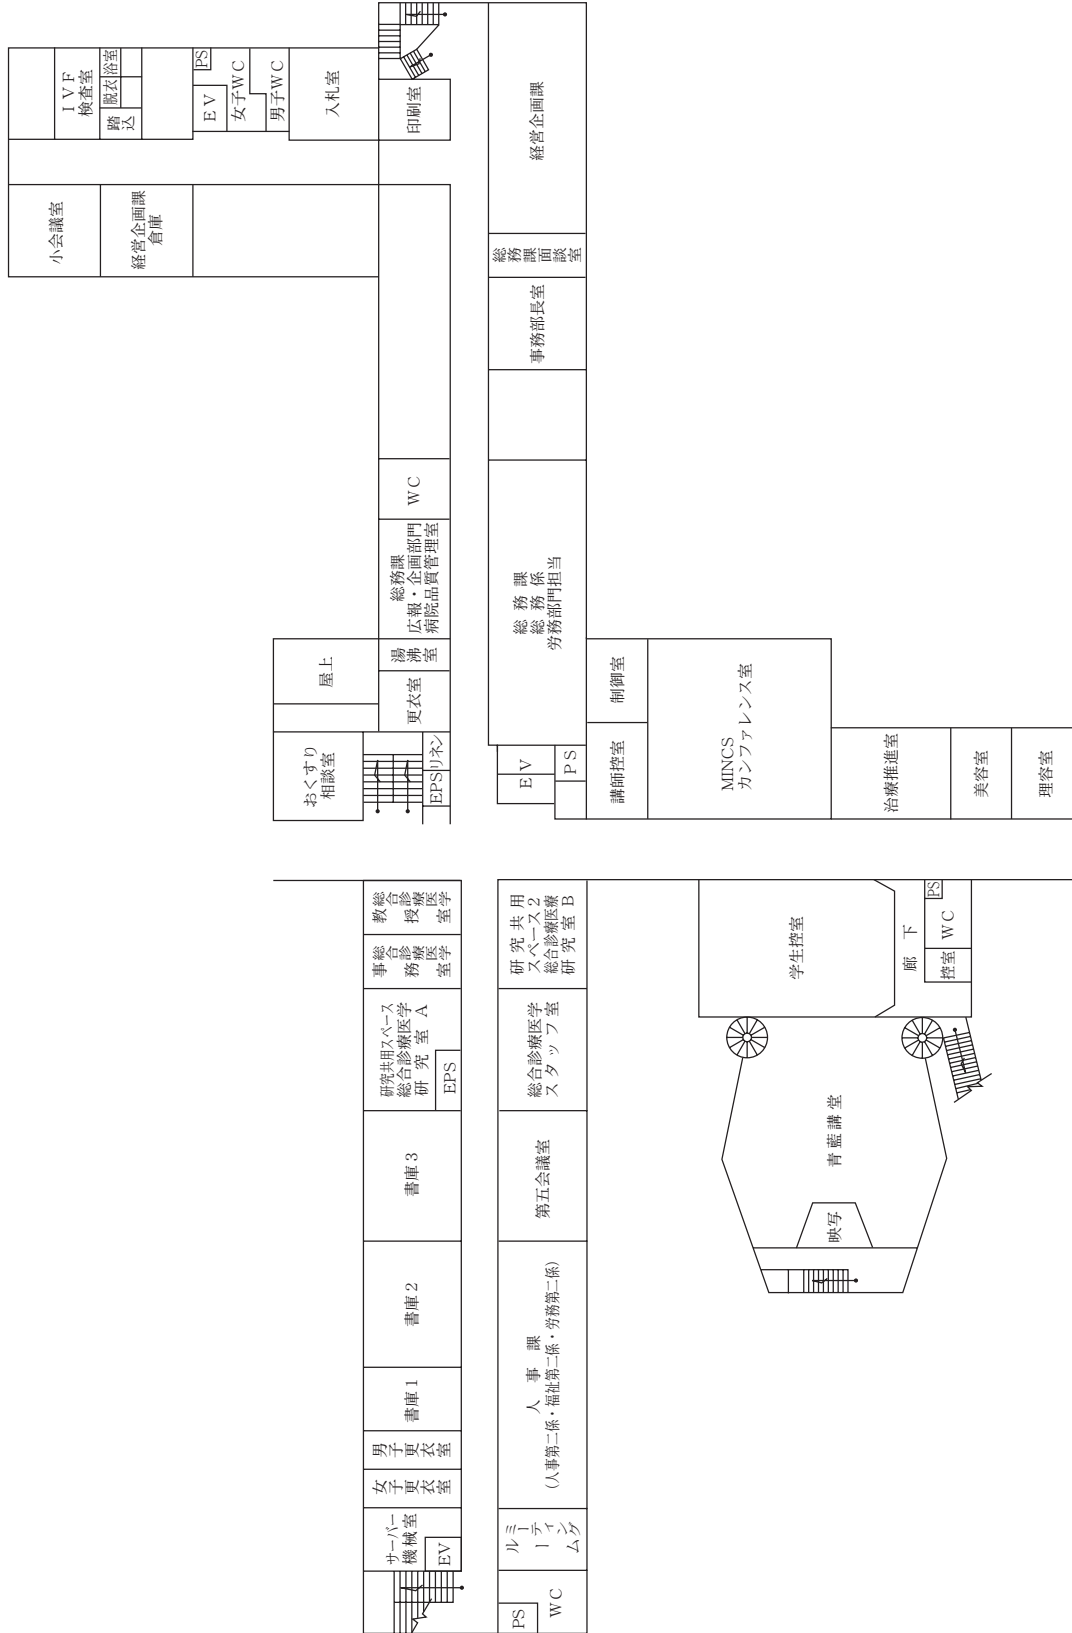 IVF
検査室
脱衣
浴室
踏込
PS
EV
女子WC
男子WC
入札室
印刷室
経営企画課
小会議室
経営企画課
倉庫
総務課面談室
事務部長室
WC
総務課
広報・企画部門
病院品質管理室
総務課
総務係
労務部門担当
湯沸室
屋上
更衣室
制御室
おくすり
相談室
リネン
EPS
EV
PS
講師控室
MINCS
カンファレンス室
治療推進室
美容室
理容室
総合診療医学
教授室
総合診療医学
事務室
研究共用
スペース2
総合診療医療
研究室B
学生控室
廊下
PS
WC
控室
研究共用スペース
総合診療医学
研究室A
EPS
総合診療医学
スタッフ室
書庫3
第五会議室
青藍講堂
映写
書庫2
人事課
(人事第二係・福祉第二係・労務第二係)
書庫1
男子更衣室
女子更衣室
サーバー
機械室
EV
ミーティング
ルーム
PS
WC